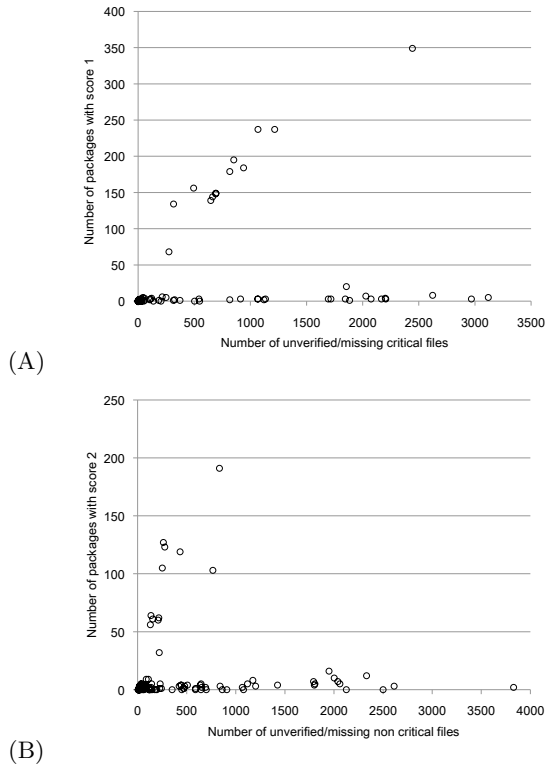 400
350
300
250
200
150
100
50
0
Number of packages with score 1
0 500 1000 1500 2000 2500 3000 3500
Number of unverified/missing critical files
(A)
250
200
150
100
50
0
Number of packages with score 2
0 500 1000 1500 2000 2500 3000 3500 4000
Number of unverified/missing non critical files
(B)